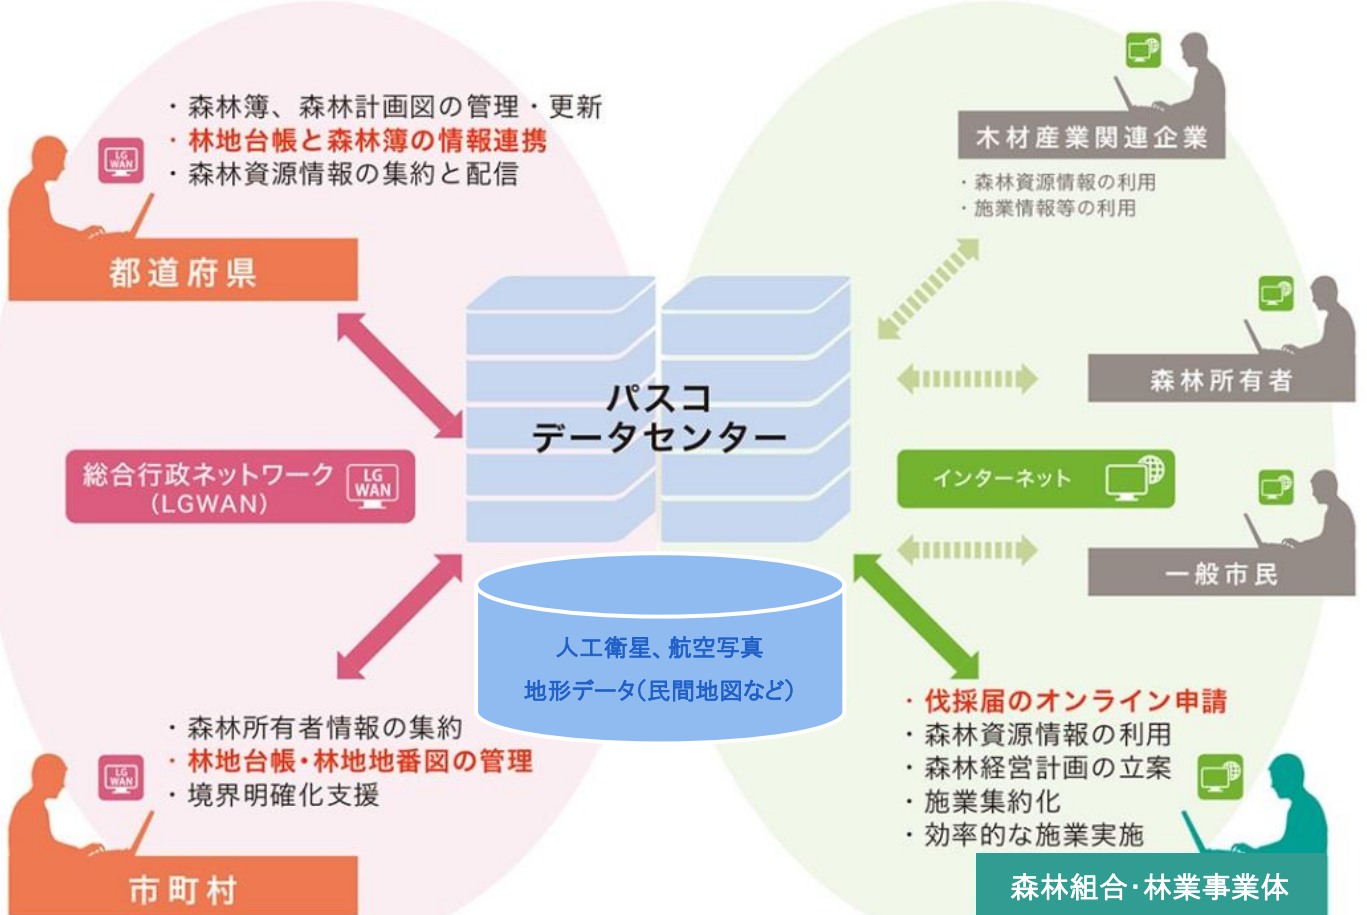 ・森林簿、森林計画図の管理・更新
・林地台帳と森林簿の情報連携
・森林資源情報の集約と配信
LG
WAN
都道府県
木材産業関連企業
・森林資源情報の利用
・施業情報等の利用
森林所有者
パスコ
データセンター
総合行政ネットワーク
(LGWAN)
LG
WAN
インターネット
一般市民
人工衛星、航空写真
地形データ(民間地図など)
・森林所有者情報の集約
・林地台帳・林地地番図の管理
・境界明確化支援
LG
WAN
市町村
・伐採届のオンライン申請
・森林資源情報の利用
・森林経営計画の立案
・施業集約化
・効率的な施業実施
森林組合・林業事業体